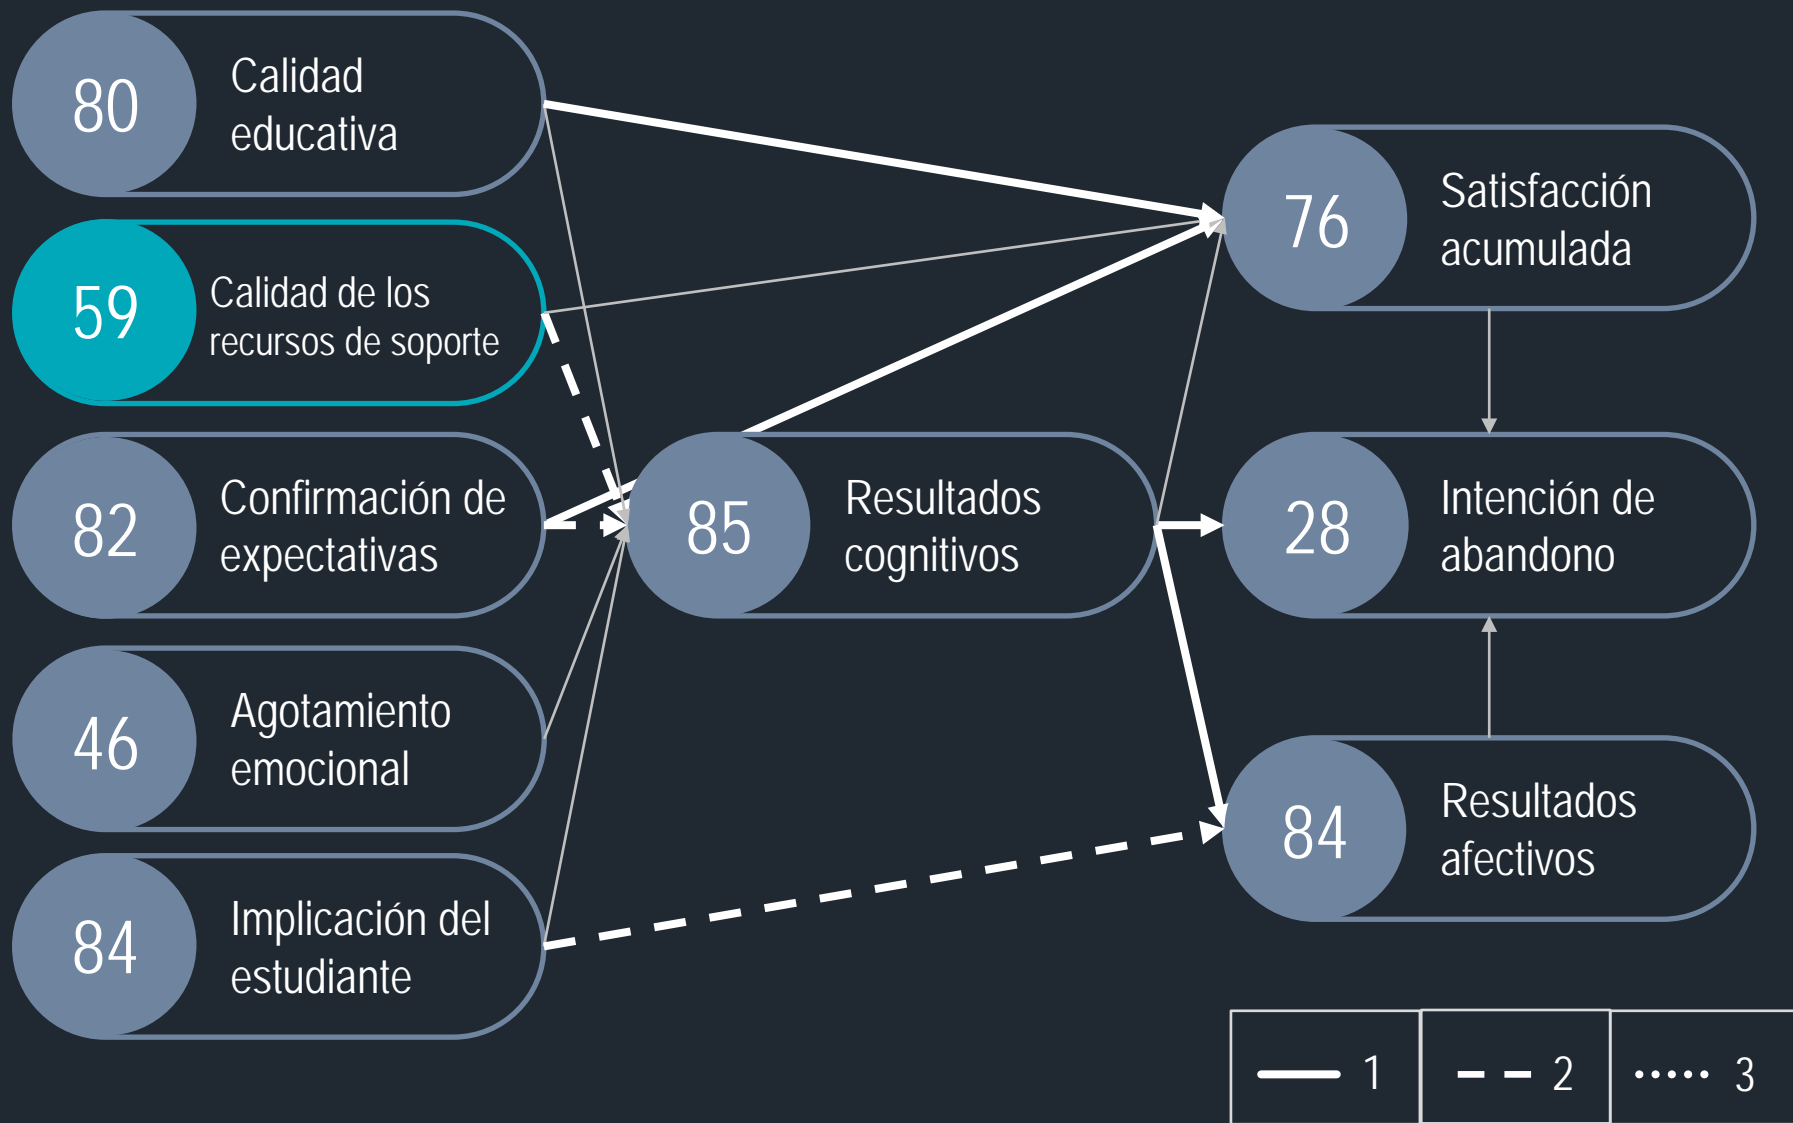 80
Calidad
educativa
59
Calidad de los
recursos de soporte
82
Confirmación de
expectativas
46
Agotamiento
emocional
84
Implicación del
estudiante
85
Resultados
cognitivos
76
Satisfacción
acumulada
28
Intención de
abandono
84
Resultados
afectivos
1
2
3